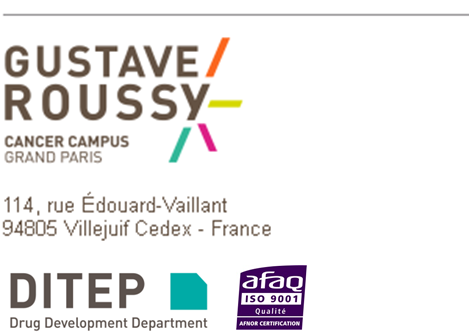 GUSTAVE
ROUSSY
CANCER CAMPUS
GRAND PARIS
114, rue Édouard-Vaillant
94805 Villejuif Cedex - France
DITEP
Drug Development Department
afaq
ISO 9001
Qualité
AFNOR CERTIFICATION